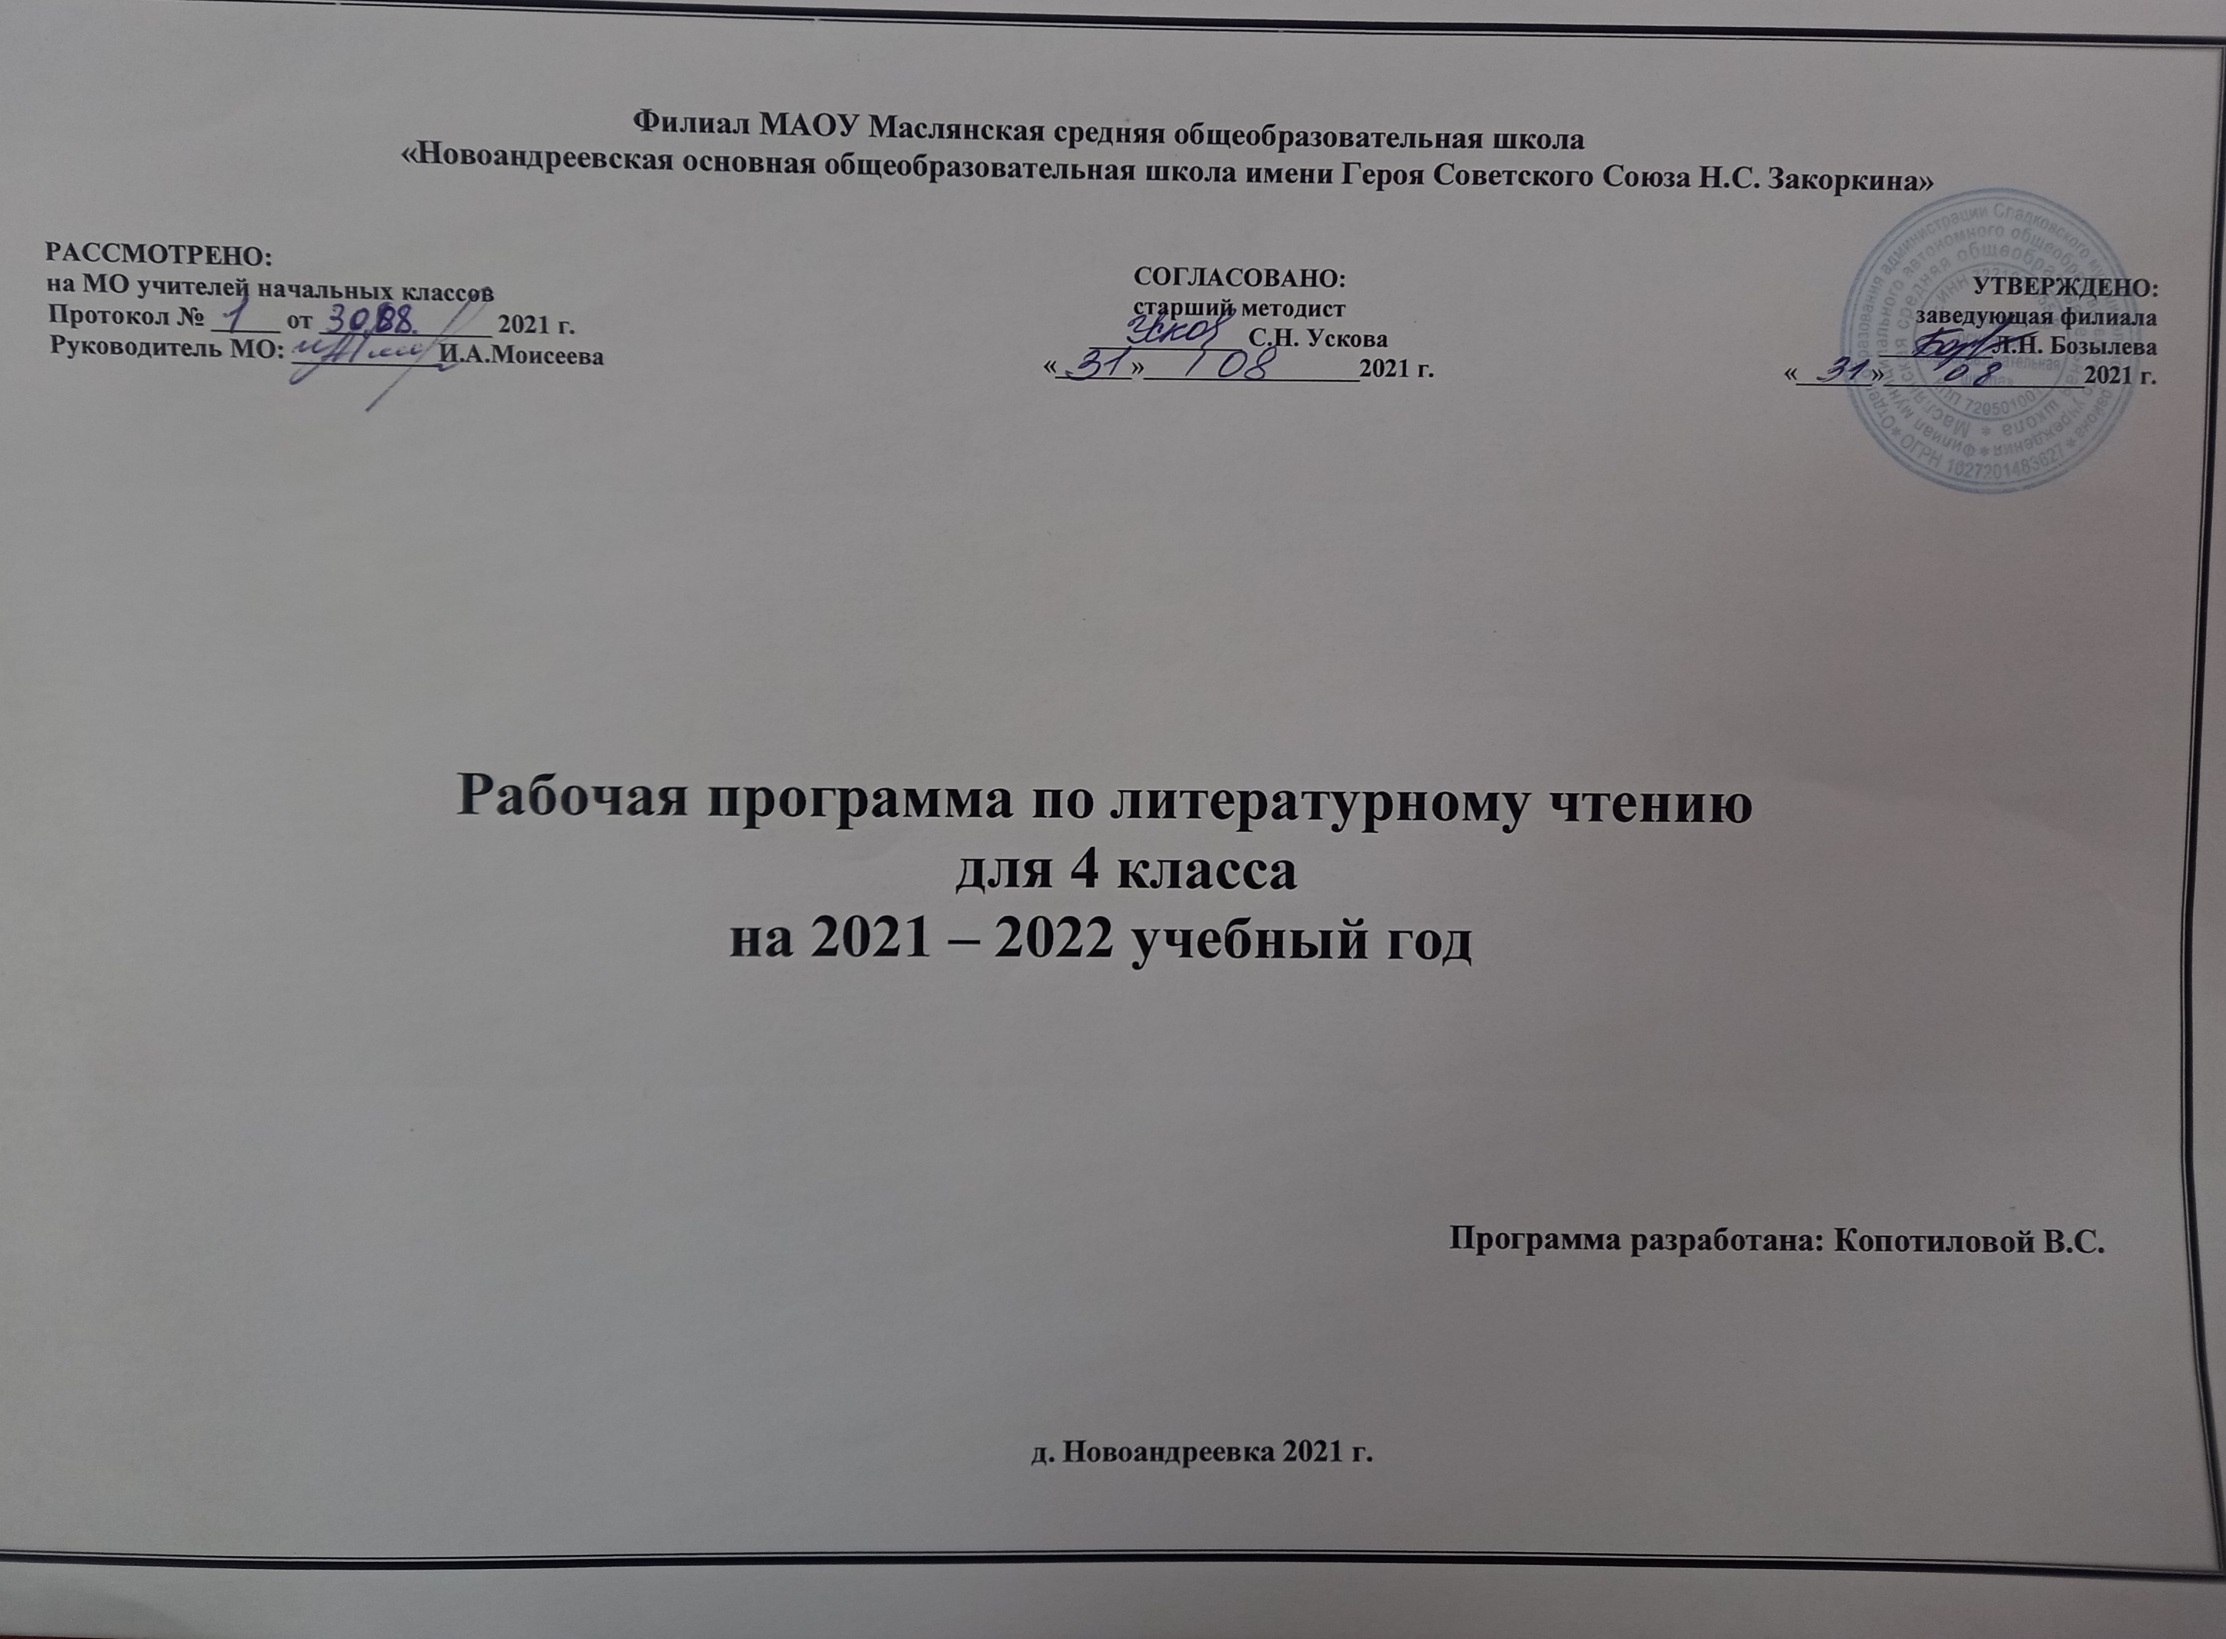 Филиал МАОУ Маслянская средняя общеобразовательная школа
«Новоандреевская основная общеобразовательная школа имени Героя Советского Союза Н.С. Закоркина»
РАССМОТРЕНО:
на МО учителей начальных классов
Протокол № 1 от 30.08. 2021 г.
Руководитель МО: И.А.Моисеева
СОГЛАСОВАНО:
старший методист
С.Н. Ускова
«31» 08 2021 г.
УТВЕРЖДЕНО:
заведующая филиала
Л.Н. Бозылева
«31» 08 2021 г.
ОГРН 1027201483627
Рабочая программа по литературному чтению
для 4 класса
на 2021 – 2022 учебный год
Программа разработана: Копотиловой В.С.
д. Новоандреевка 2021 г.